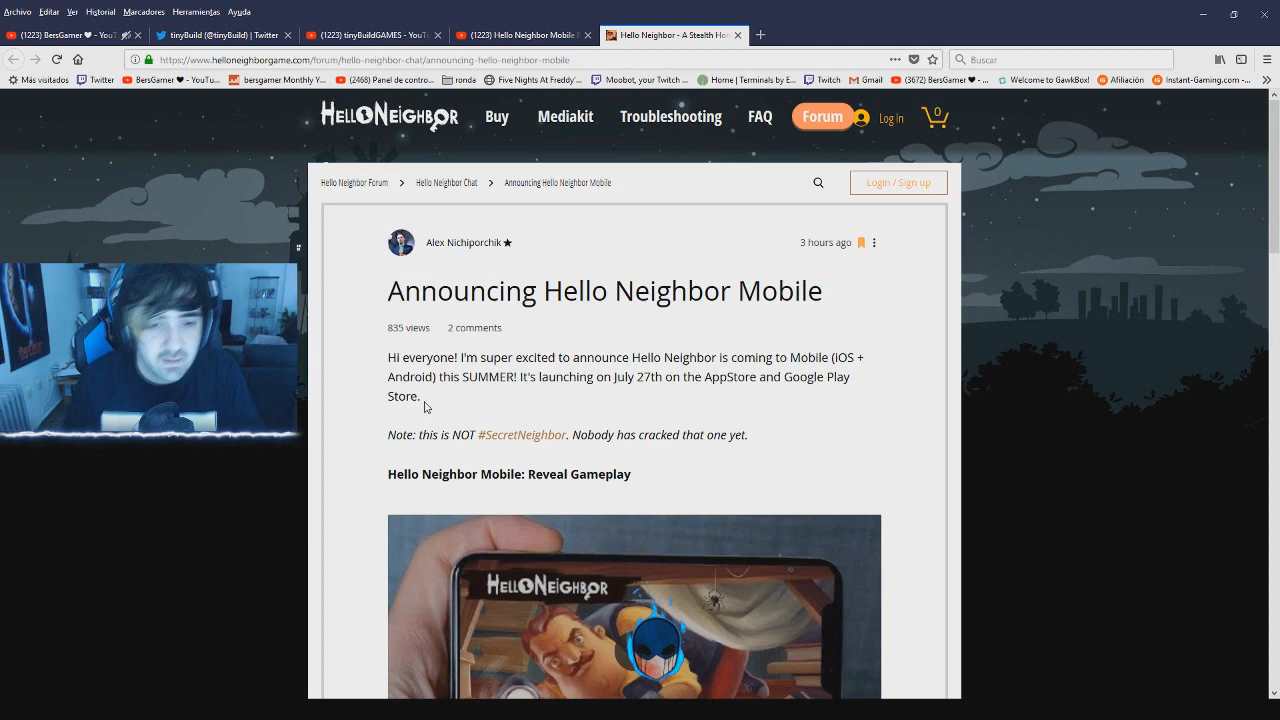 Archivo Editar Ver Historial Marcadores Herramientas Ayuda
(1223) BersGamer ♥ - YouT
tinyBuild (@tinyBuild) | Twitter
(1223) tinyBuildGAMES - YouT
(1223) Hello Neighbor Mobile
Hello Neighbor - A Stealth Hor
https://www.helloneighborgame.com/forum/hello-neighbor-chat/announcing-hello-neighbor-mobile
Buscar
Más visitados Twitter BersGamer ♥ - YouTu... bersgamer Monthly Y... (2468) Panel de contro... ronda Five Nights At Freddy'... Moobot, your Twitch ... Home | Terminals by E... Twitch Gmail (3672) BersGamer ♥ - ... Welcome to GawkBox! Afiliación Instant-Gaming.com -...
HELLO NEIGHBOR Buy Mediakit Troubleshooting FAQ Forum Log In 0
Hello Neighbor Forum > Hello Neighbor Chat > Announcing Hello Neighbor Mobile
Login / Sign up
Alex Nichiporchik ★
3 hours ago
Announcing Hello Neighbor Mobile
835 views 2 comments
Hi everyone! I'm super excited to announce Hello Neighbor is coming to Mobile (iOS +
Android) this SUMMER! It's launching on July 27th on the AppStore and Google Play
Store.
Note: this is NOT #SecretNeighbor. Nobody has cracked that one yet.
Hello Neighbor Mobile: Reveal Gameplay
HELLO NEIGHBOR